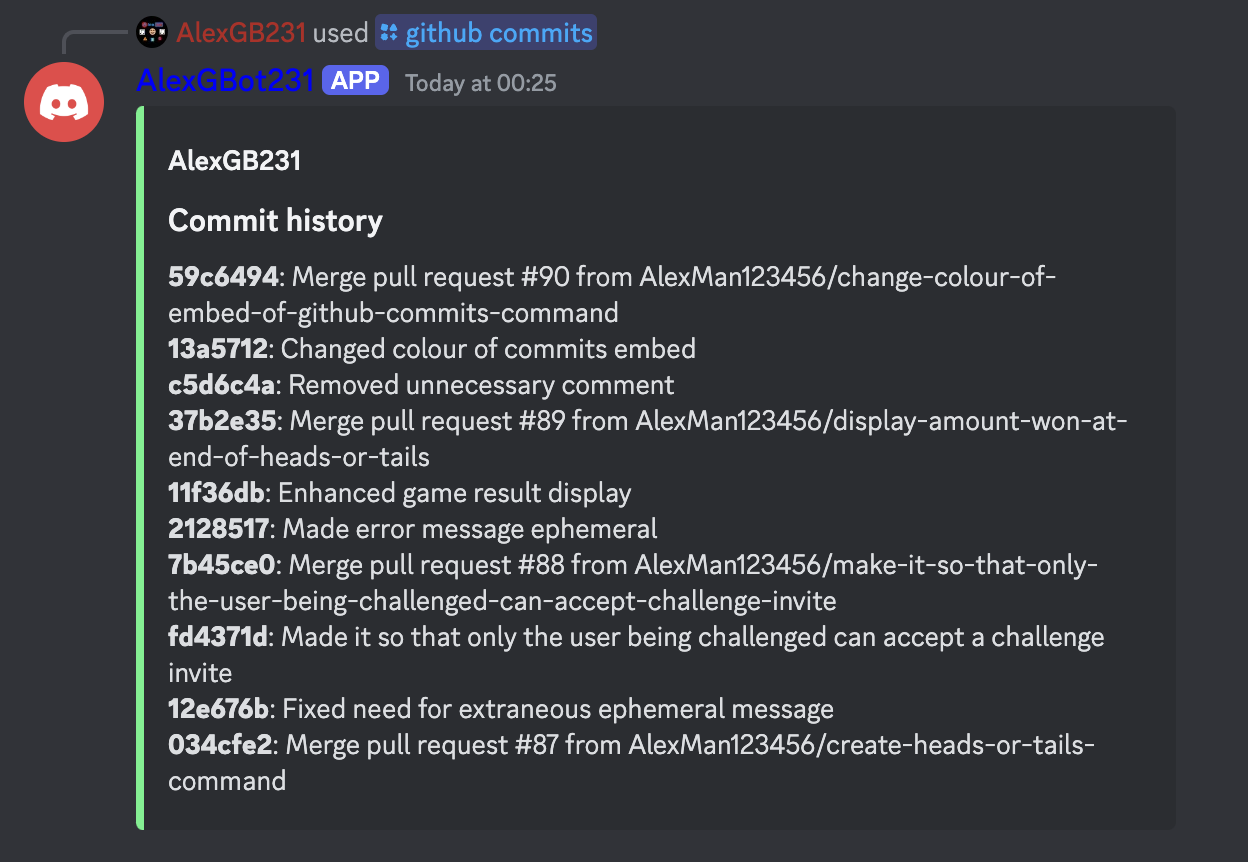 AlexGB231 used github commits
AlexGBot231 APP Today at 00:25
AlexGB231
Commit history
59c6494: Merge pull request #90 from AlexMan123456/change-colour-of-
embed-of-github-commits-command
13a5712: Changed colour of commits embed
c5d6c4a: Removed unnecessary comment
37b2e35: Merge pull request #89 from AlexMan123456/display-amount-won-at-
end-of-heads-or-tails
11f36db: Enhanced game result display
2128517: Made error message ephemeral
7b45ce0: Merge pull request #88 from AlexMan123456/make-it-so-that-only-
the-user-being-challenged-can-accept-challenge-invite
fd4371d: Made it so that only the user being challenged can accept a challenge
invite
12e676b: Fixed need for extraneous ephemeral message
034cfe2: Merge pull request #87 from AlexMan123456/create-heads-or-tails-
command